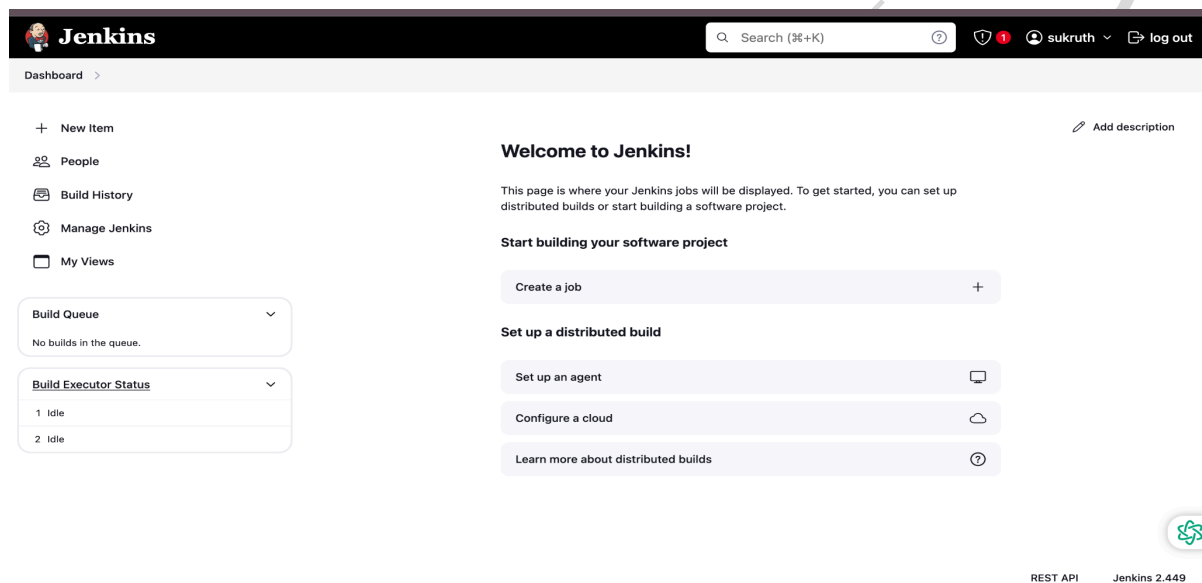 Jenkins
Search (⌘+K)
1
sukruth
log out
Dashboard
New Item
People
Build History
Manage Jenkins
My Views
Build Queue
No builds in the queue.
Build Executor Status
1 Idle
2 Idle
Add description
Welcome to Jenkins!
This page is where your Jenkins jobs will be displayed. To get started, you can set up
distributed builds or start building a software project.
Start building your software project
Create a job
Set up a distributed build
Set up an agent
Configure a cloud
Learn more about distributed builds
REST API
Jenkins 2.449